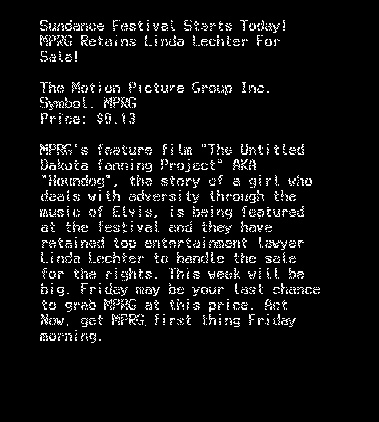 Sundance Festival Starts Today!
MPRG Retains Linda Lechter For
Sale!
The Motion Picture Group Inc.
Symbol. MPRG
Price: $0.13
MPRG's feature film "The Untitled
Dakota fanning Project" AKA
"Houndog", the story of a girl who
deals with adversity through the
music of Elvis, is being featured
at the festival and they have
retained top entertainment lawyer
Linda Lechter to handle the sale
for the rights. This week will be
big. Friday may be your last chance
to grab MPRG at this price. Act
Now, get MPRG first thing Friday
morning.